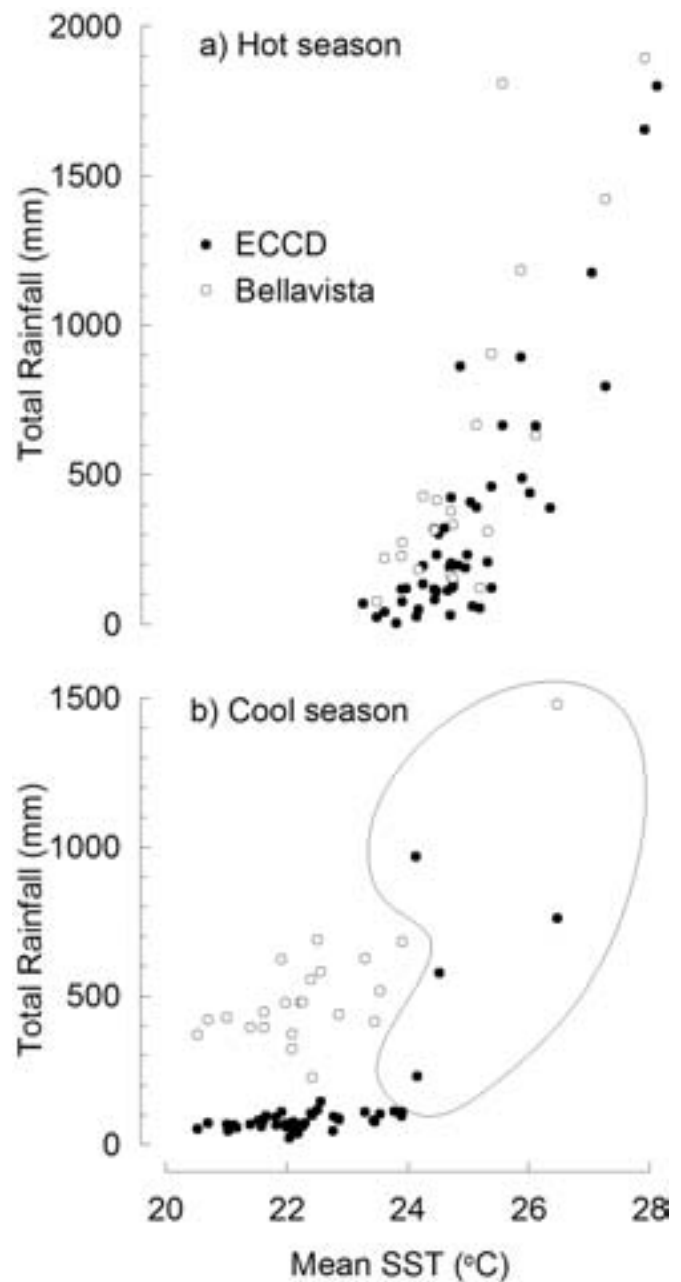 2000
a) Hot season
1500
ECCD
Bellavista
1000
500
0
Total Rainfall (mm)
1500
b) Cool season
1000
500
0
Total Rainfall (mm)
20 22 24 26 28
Mean SST (°C)